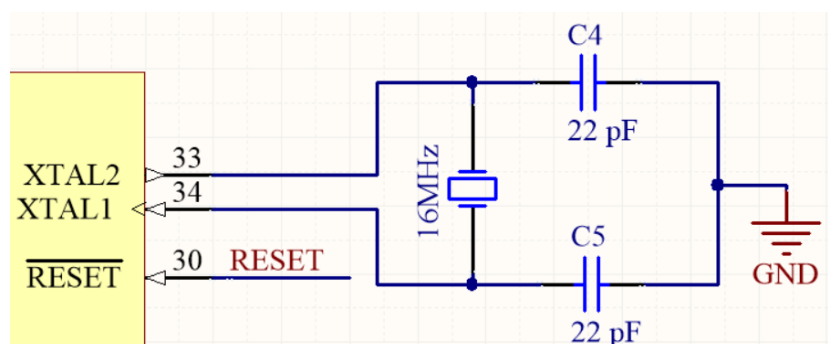 C4
22 pF
33
XTAL2
34
XTAL1
16MHz
C5
30
RESET
RESET
GND
22 pF